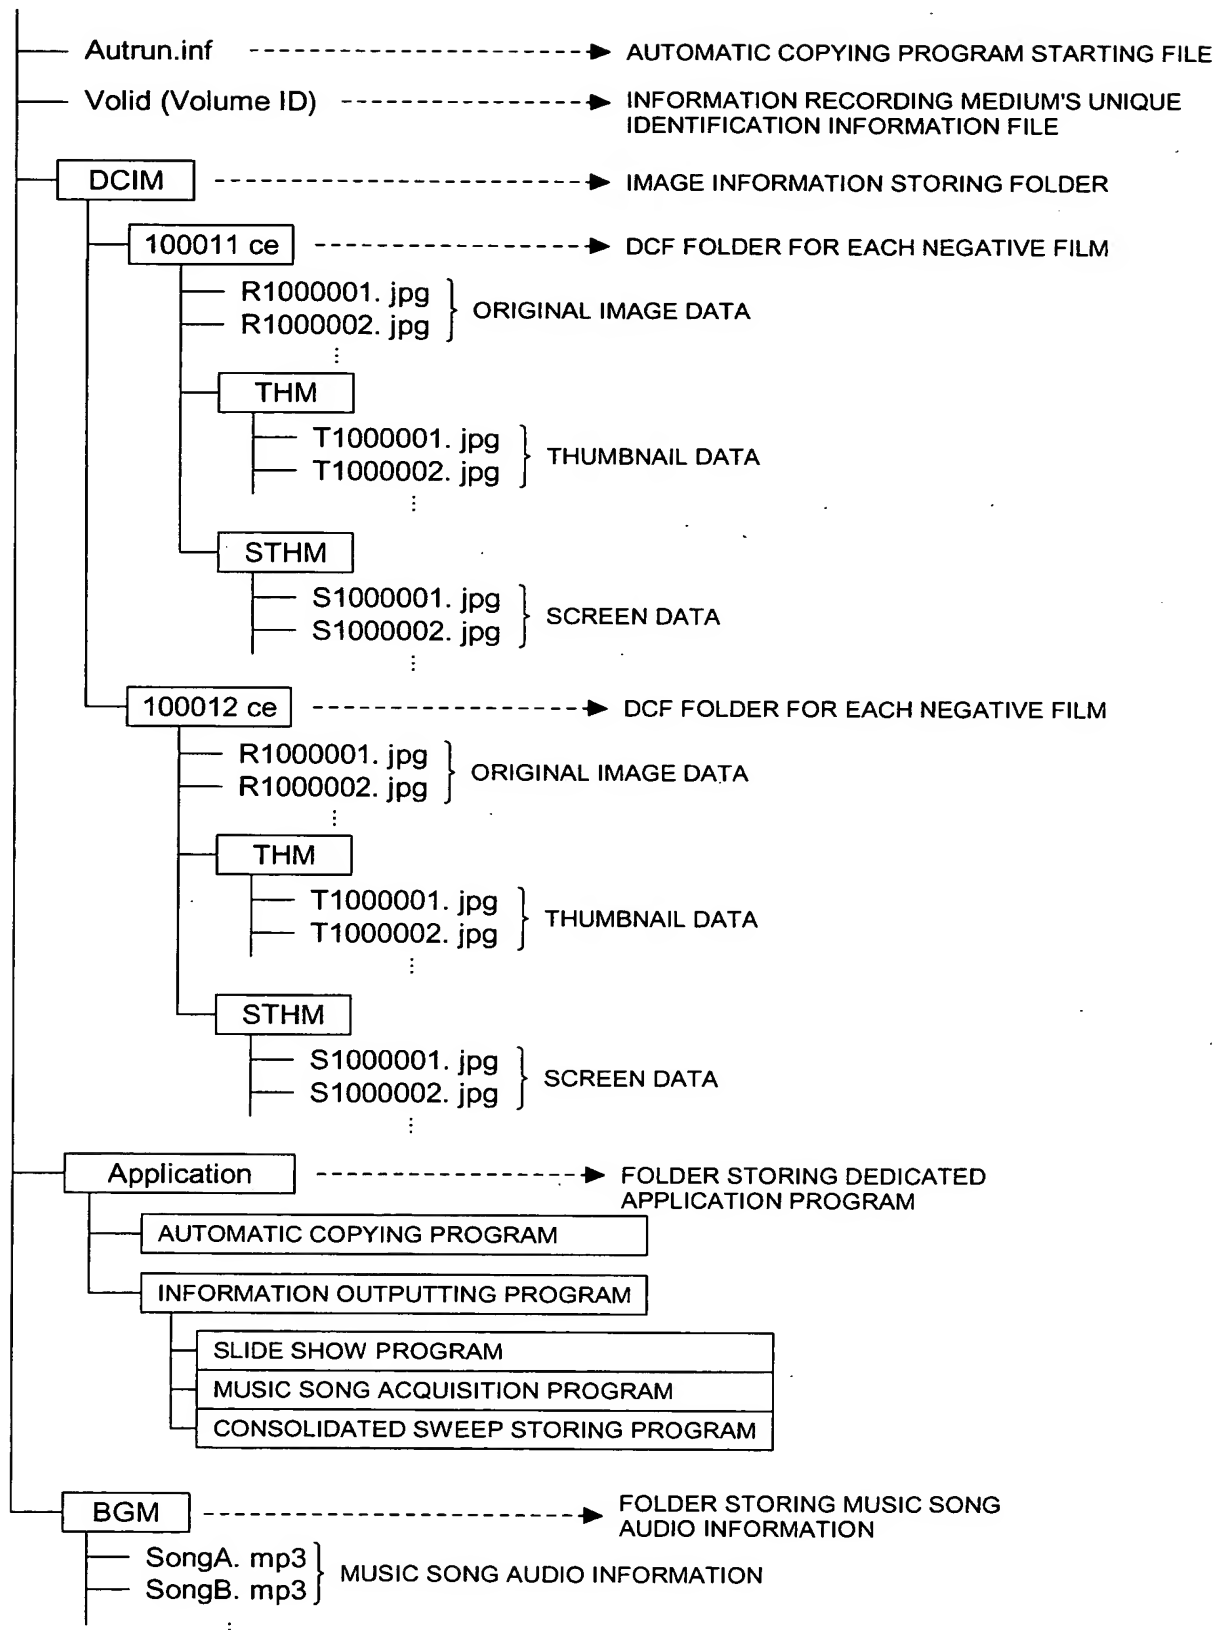 Autrun.inf AUTOMATIC COPYING PROGRAM STARTING FILE
Volid (Volume ID) INFORMATION RECORDING MEDIUM'S UNIQUE
IDENTIFICATION INFORMATION FILE
DCIM IMAGE INFORMATION STORING FOLDER
100011 ce DCF FOLDER FOR EACH NEGATIVE FILM
R1000001. jpg
ORIGINAL IMAGE DATA
R1000002. jpg
⋮
THM
T1000001. jpg
THUMBNAIL DATA
T1000002. jpg
⋮
STHM
S1000001. jpg
SCREEN DATA
S1000002. jpg
⋮
100012 ce DCF FOLDER FOR EACH NEGATIVE FILM
R1000001. jpg
ORIGINAL IMAGE DATA
R1000002. jpg
⋮
THM
T1000001. jpg
THUMBNAIL DATA
T1000002. jpg
⋮
STHM
S1000001. jpg
SCREEN DATA
S1000002. jpg
⋮
Application FOLDER STORING DEDICATED
APPLICATION PROGRAM
AUTOMATIC COPYING PROGRAM
INFORMATION OUTPUTTING PROGRAM
SLIDE SHOW PROGRAM
MUSIC SONG ACQUISITION PROGRAM
CONSOLIDATED SWEEP STORING PROGRAM
BGM FOLDER STORING MUSIC SONG
AUDIO INFORMATION
SongA. mp3
MUSIC SONG AUDIO INFORMATION
SongB. mp3
⋮